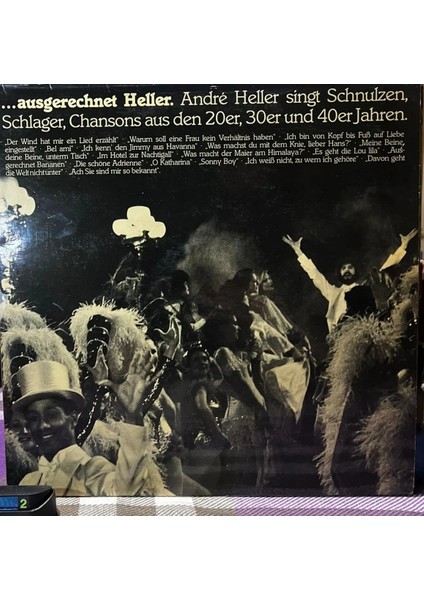 ...ausgerechnet Heller. André Heller singt Schnulzen,
Schlager, Chansons aus den 20er, 30er und 40er Jahren.
„Der Wind hat mir ein Lied erzählt" · „Warum soll eine Frau kein Verhältnis haben" · „Ich bin von Kopf bis Fuß auf Liebe
eingestellt" · „Bel ami" · „Ich kenn' den Jimmy aus Havanna" · „Was machst du mit dem Knie, lieber Hans?" · „Meine Beine,
deine Beine, unterm Tisch" · „Im Hotel zur Nachtigall" · „Was macht der Maier am Himalaya?" · „Es geht die Lou lila" · „Aus-
gerechnet Bananen" · „Die schöne Adrienne" · „O Katharina" · „Sonny Boy" · „Ich weiß nicht, zu wem ich gehöre" · „Davon geht
die Welt nicht unter" · „Ach Sie sind mir so bekannt".
2